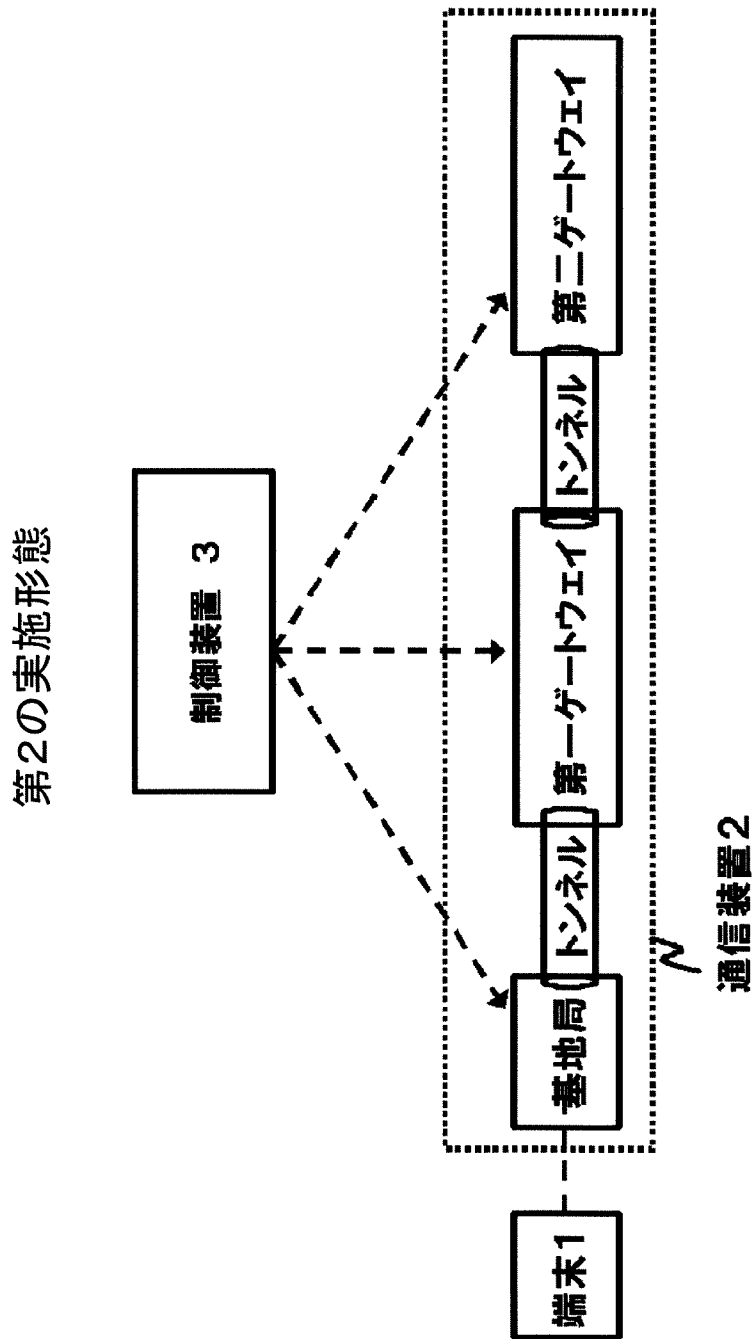 第2の実施形態
制御装置 3
端末1
基地局
トンネル
第一ゲートウェイ
トンネル
第二ゲートウェイ
通信装置2